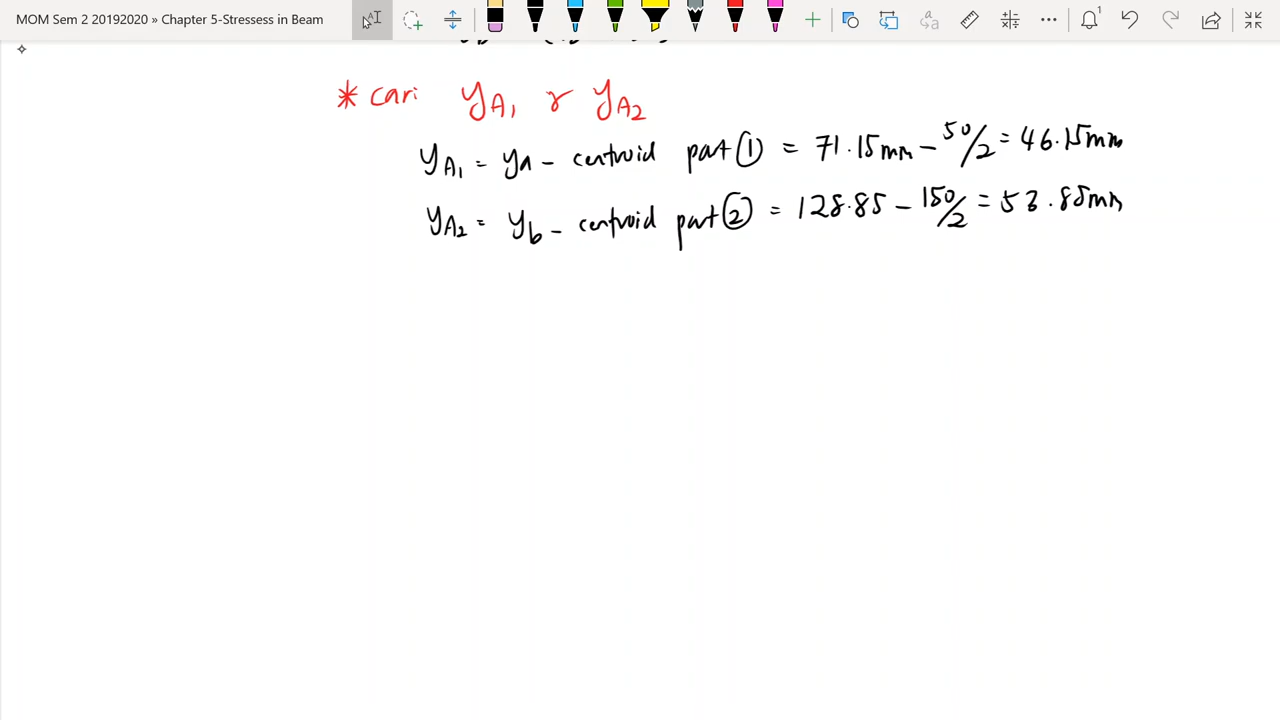 MOM Sem 2 20192020 » Chapter 5-Stressess in Beam
* cari yA1 & yA2
yA1 = ya - centroid part ① = 71.15mm - 50/2 = 46.15mm
yA2 = yb - centroid part ② = 128.85 - 150/2 = 53.85mm